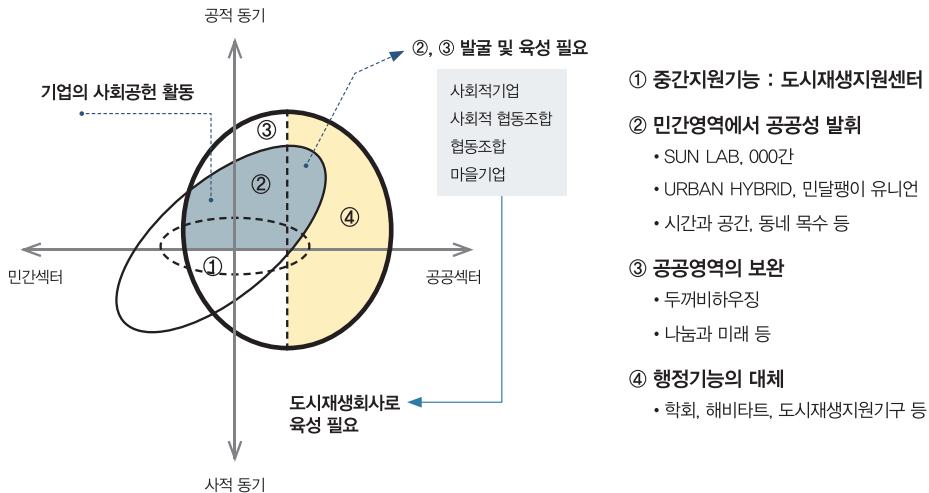 공적 동기
②, ③ 발굴 및 육성 필요
기업의 사회공헌 활동
사회적기업
사회적 협동조합
협동조합
마을기업
③
②
④
①
민간섹터
공공섹터
도시재생회사로
육성 필요
사적 동기
① 중간지원기능 : 도시재생지원센터
② 민간영역에서 공공성 발휘
• SUN LAB, 000간
• URBAN HYBRID, 민달팽이 유니언
• 시간과 공간, 동네 목수 등
③ 공공영역의 보완
• 두꺼비하우징
• 나눔과 미래 등
④ 행정기능의 대체
• 학회, 해비타트, 도시재생지원기구 등